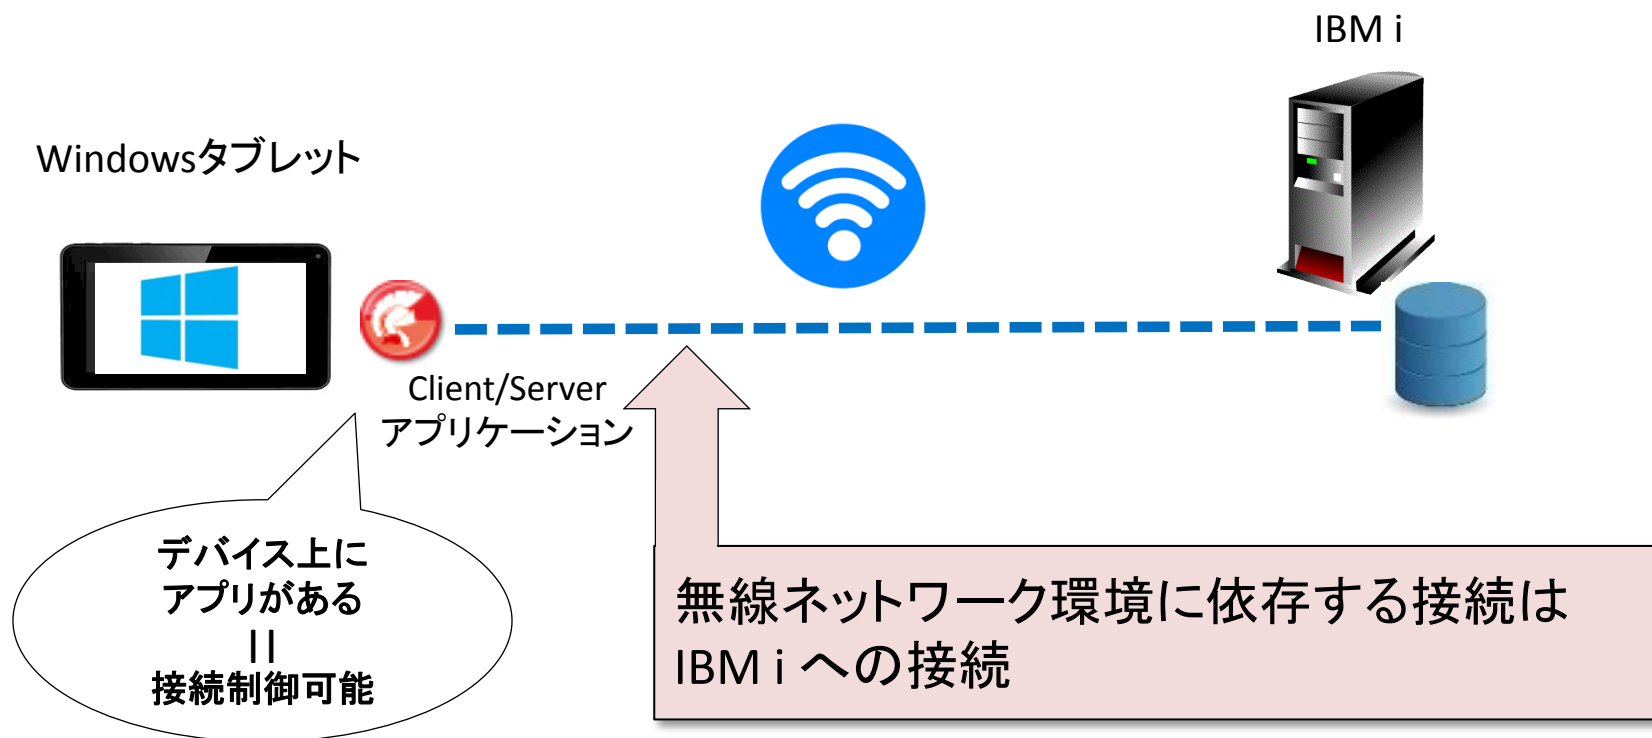 IBM i
Windowsタブレット
Client/Server
アプリケーション
デバイス上に
アプリがある
||
接続制御可能
無線ネットワーク環境に依存する接続は
IBM i への接続